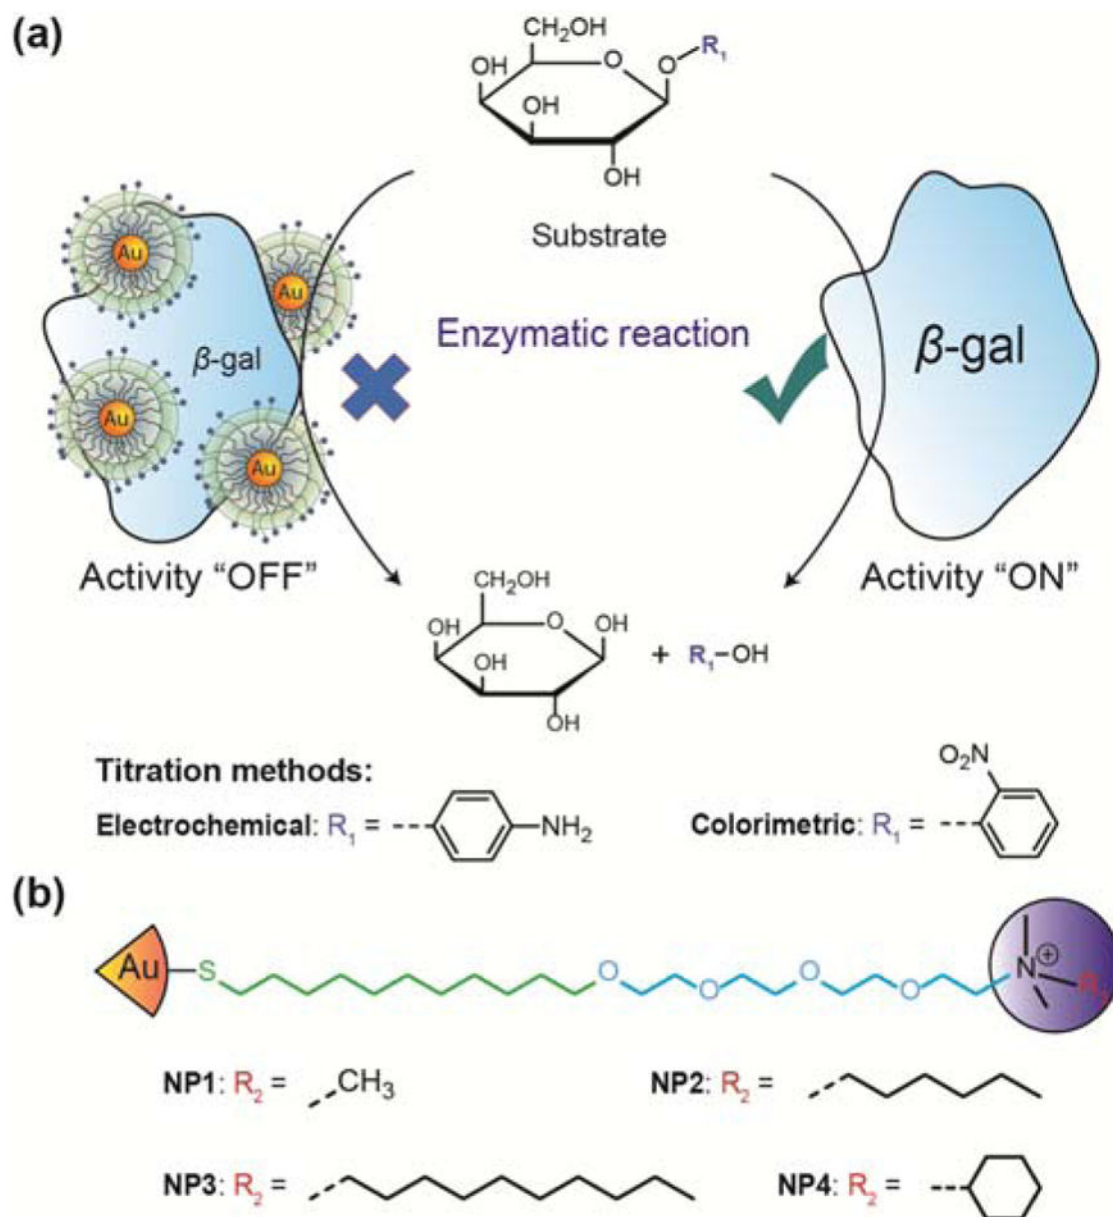 (a)
CH₂OH
O
O
R₁
OH
OH
OH
Substrate
Au
Au
β-gal
Au
Au
Enzymatic reaction
β-gal
Activity “OFF”
Activity “ON”
CH₂OH
O
OH
OH
OH
OH
+ R₁–OH
Titration methods:
Electrochemical: R₁ =
NH₂
Colorimetric: R₁ =
O₂N
(b)
Au
S
O
O
O
O
N
+
R₂
NP1: R₂ =
CH₃
NP2: R₂ =
NP3: R₂ =
NP4: R₂ =